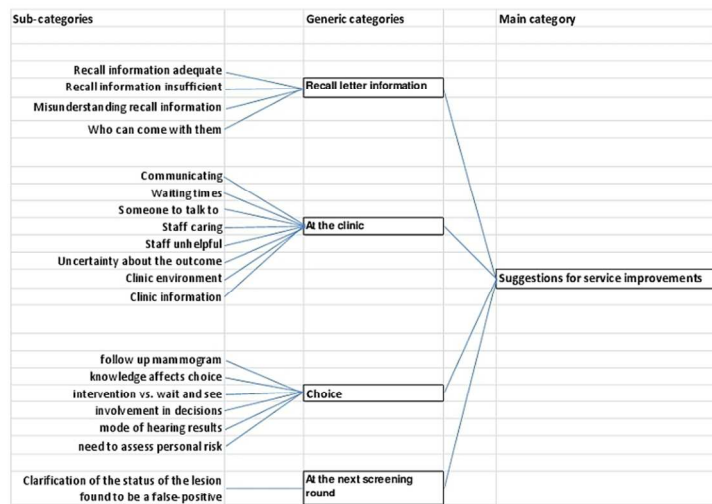 Sub-categories Generic categories Main category
Recall information adequate
Recall information insufficient Recall letter information
Misunderstanding recall information
Who can come with them
Communicating
Waiting times
Someone to talk to
Staff caring At the clinic
Staff unhelpful
Uncertainty about the outcome
Clinic environment Suggestions for service improvements
Clinic information
follow up mammogram
knowledge affects choice
intervention vs. wait and see Choice
involvement in decisions
mode of hearing results
need to assess personal risk
Clarification of the status of the lesion At the next screening
found to be a false-positive round